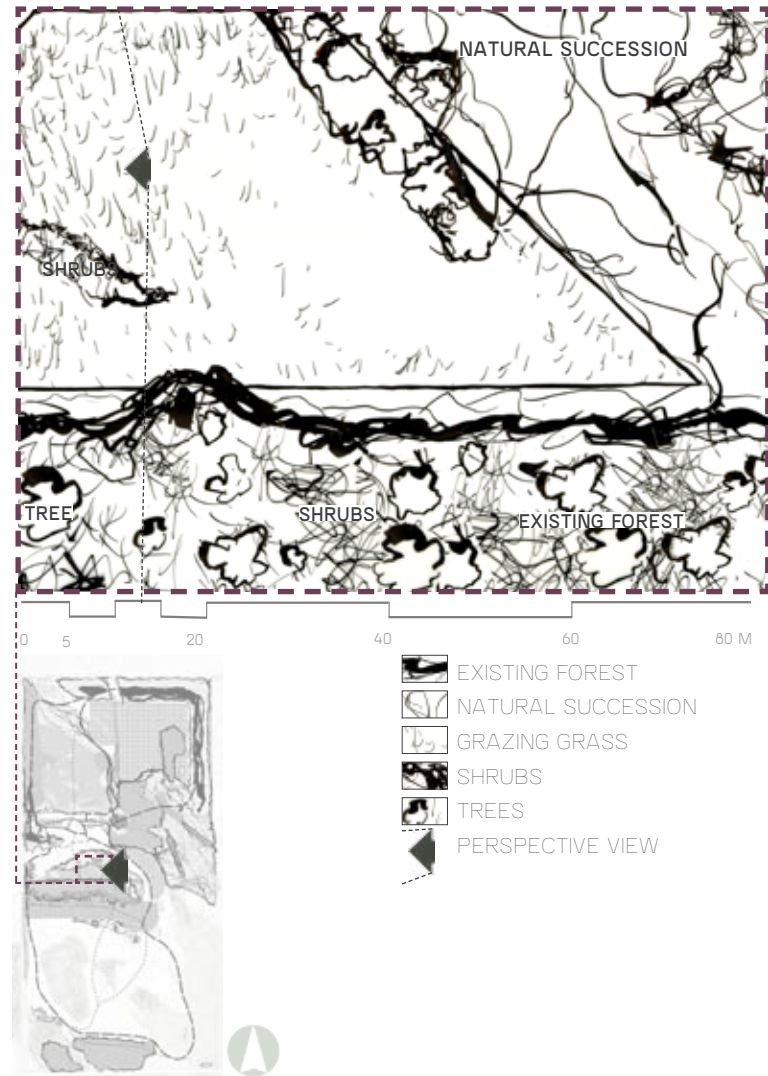 NATURAL SUCCESSION
SHRUBS
TREE
SHRUBS
EXISTING FOREST
0
5
20
40
60
80 M
EXISTING FOREST
NATURAL SUCCESSION
GRAZING GRASS
SHRUBS
TREES
PERSPECTIVE VIEW